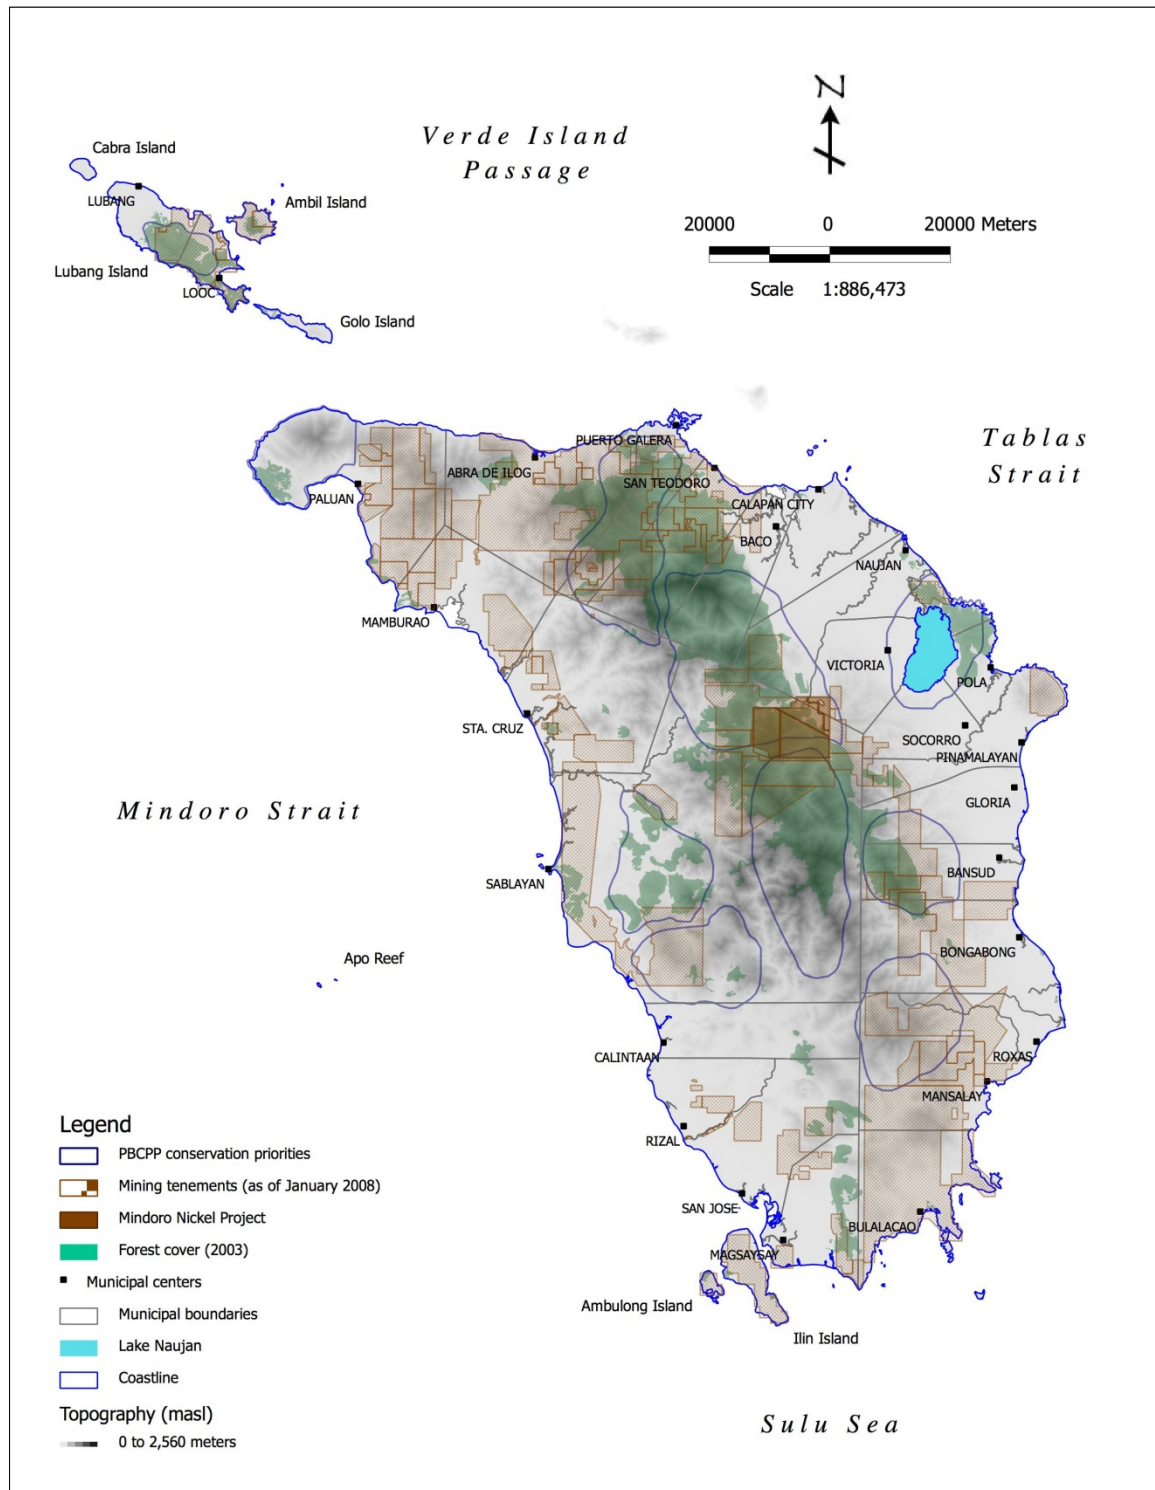 Verde Island
Passage
N
Cabra Island
LUBANG
Ambil Island
Lubang Island
LOOC
Golo Island
20000 0 20000 Meters
Scale 1:886,473
Tablas
Strait
PUERTO GALERA
ABRA DE ILOG
SAN TEODORO
PALUAN
CALAPAN CITY
BACO
NAUJAN
MAMBURAO
VICTORIA
POLA
STA. CRUZ
SOCORRO
PINAMALAYAN
GLORIA
Mindoro Strait
BANSUD
SABLAYAN
BONGABONG
Apo Reef
CALINTAAN
ROXAS
MANSALAY
RIZAL
SAN JOSE
BULALACAO
MAGSAYSAY
Ambulong Island
Ilin Island
Sulu Sea
Legend
PBCPP conservation priorities
Mining tenements (as of January 2008)
Mindoro Nickel Project
Forest cover (2003)
Municipal centers
Municipal boundaries
Lake Naujan
Coastline
Topography (masl)
0 to 2,560 meters